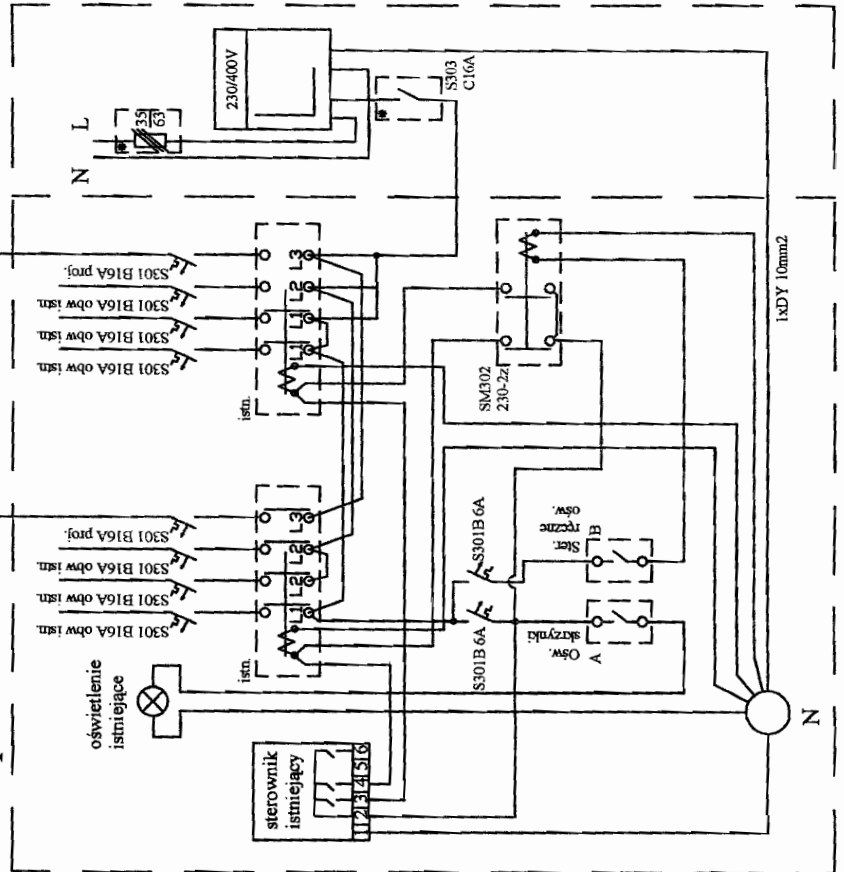 L
N
35
63
230/400V
S303
C16A
S301 B16A proj.
S301 B16A obw istn.
S301 B16A obw istn.
S301 B16A obw istn.
L3
L2
L1
L1
istn.
SM302
230-2z
1xDY 10mm2
S301 B16A proj.
S301 B16A obw istn.
S301 B16A obw istn.
S301 B16A obw istn.
L3
L2
L2
L1
istn.
S301B 6A
S301B 6A
Ster.
ręczne
ośw.
B
Ośw.
skrzynki
A
oświetlenie
istniejące
sterownik
istniejący
1 2 3 4 5 6
N